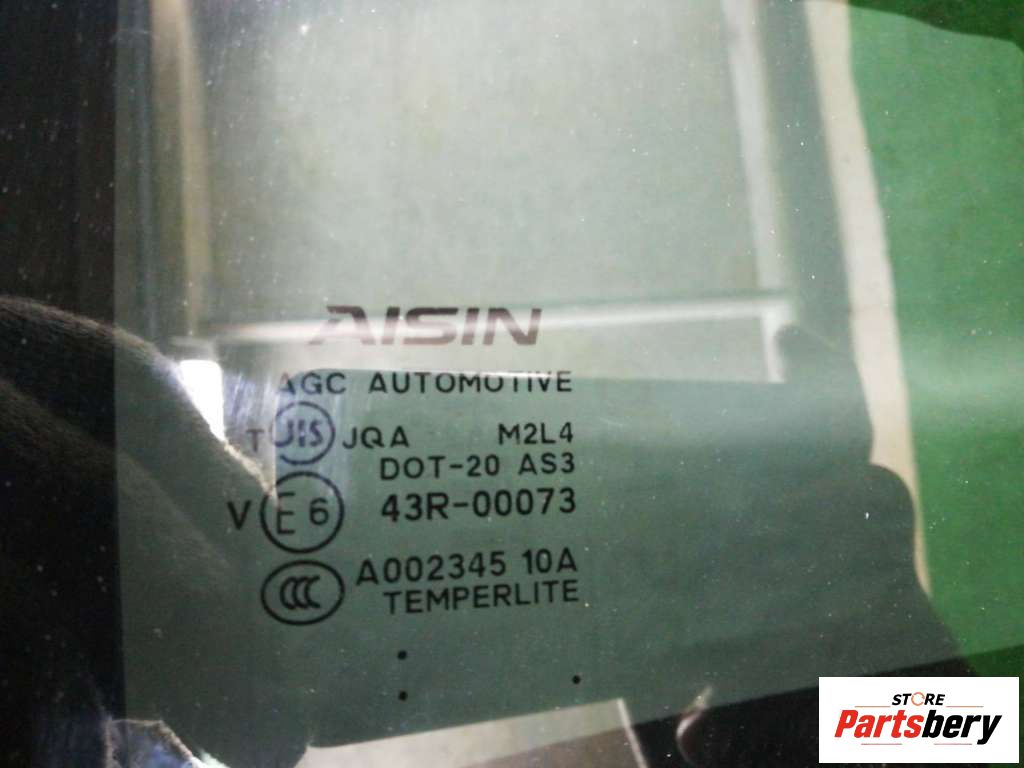 AISIN
AGC AUTOMOTIVE
T JIS JQA M2L4
DOT-20 AS3
V E6 43R-00073
CCC A002345 10A
TEMPERLITE
STORE
Partsbery